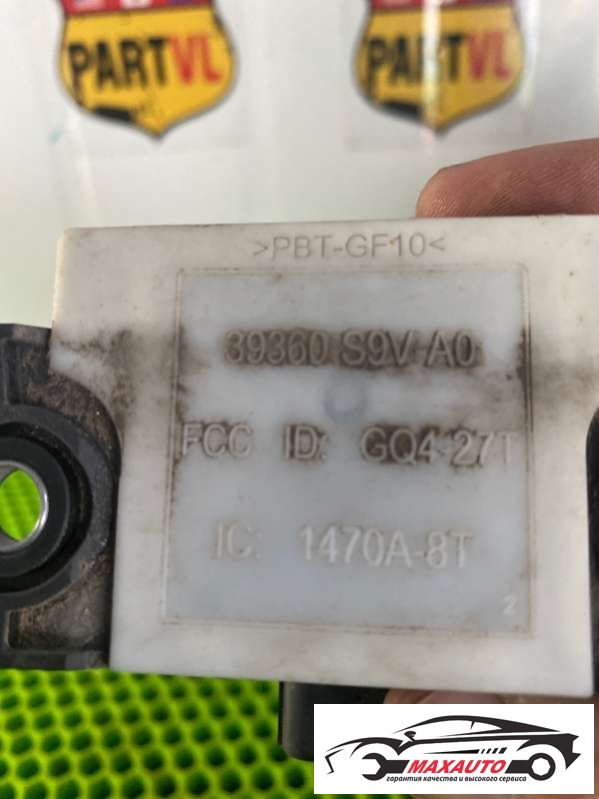 PARTVL PARTVL
>PBT-GF10<
39360 S9V A0
FCC ID: GQ4-27T
IC: 1470A-8T
2
MAXAUTO
гарантия качества и высокого сервиса